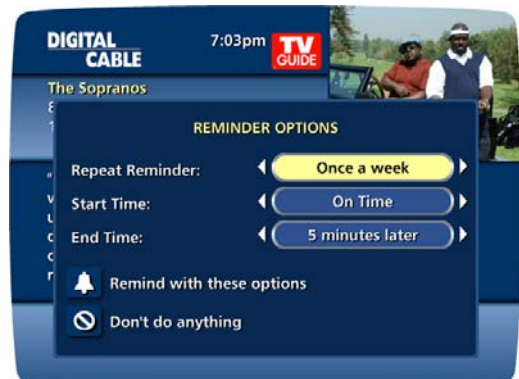 DIGITAL
CABLE
7:03pm
TV
GUIDE
The Sopranos
REMINDER OPTIONS
Repeat Reminder: Once a week
Start Time: On Time
End Time: 5 minutes later
Remind with these options
Don't do anything